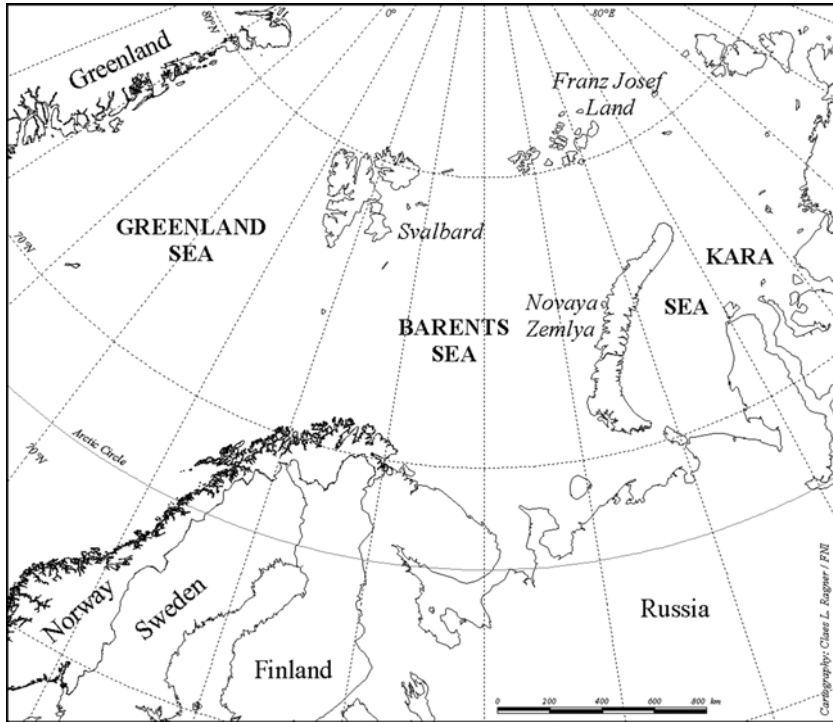 80°N
0°
80°E
Greenland
Franz Josef
Land
GREENLAND
SEA
Svalbard
KARA
SEA
70°N
Novaya
Zemlya
BARENTS
SEA
Arctic Circle
70°N
Norway
Sweden
Finland
Russia
0 200 400 600 800 km
Cartography: Claes L. Ragner / FNI